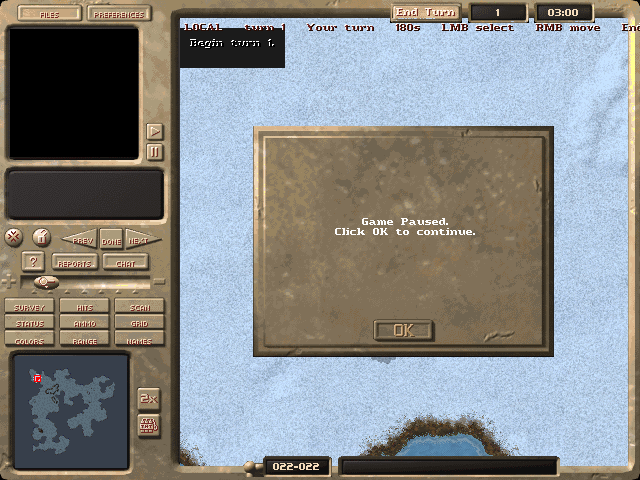 FILES PREFERENCES End Turn 1 03:00
LOCAL turn 1 Your turn 180s LMB select RMB move En
Begin turn 1.
Game Paused.
Click OK to continue.
OK
PREV DONE NEXT
? REPORTS CHAT
SURVEY HITS SCAN
STATUS AMMO GRID
COLORS RANGE NAMES
2x
022-022